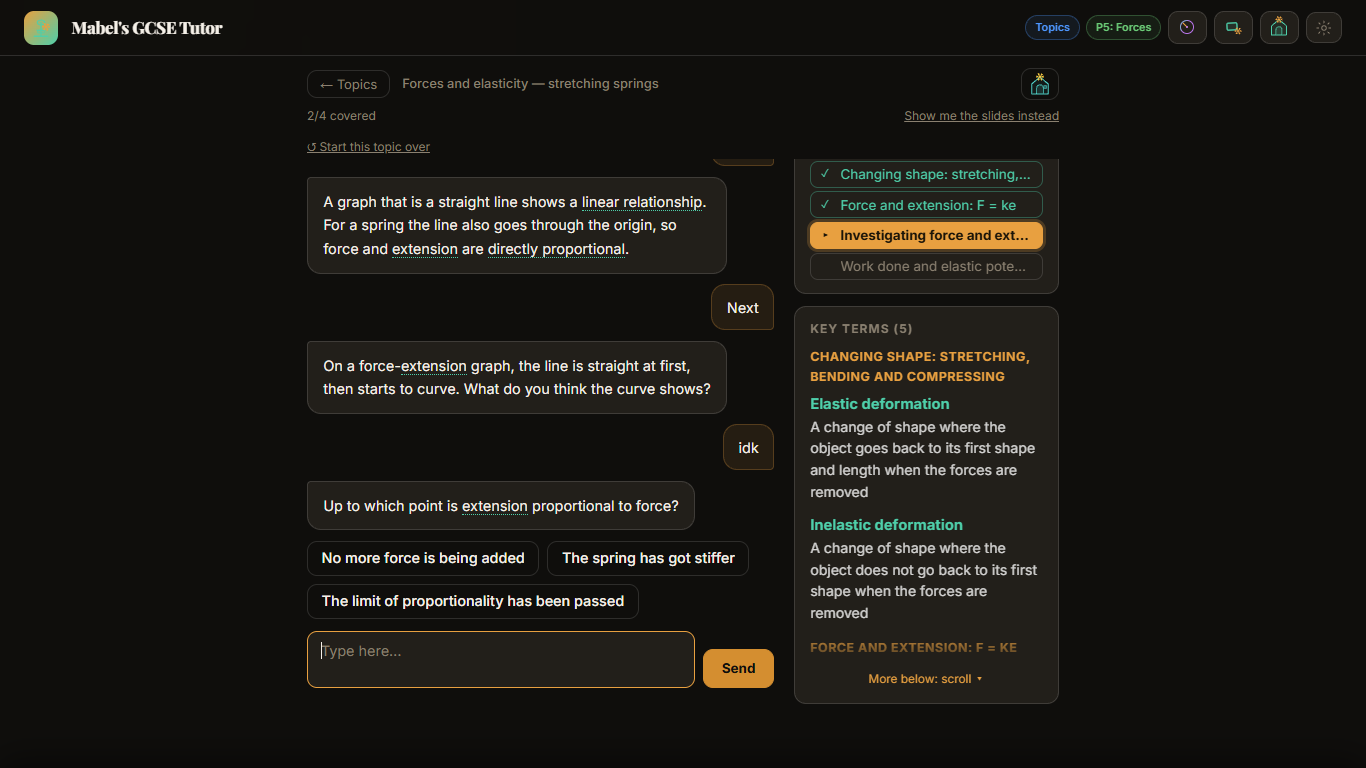 Mabel's GCSE Tutor
Topics
P5: Forces
← Topics
Forces and elasticity — stretching springs
2/4 covered
Show me the slides instead
↺ Start this topic over
A graph that is a straight line shows a linear relationship.
For a spring the line also goes through the origin, so
force and extension are directly proportional.
Next
On a force-extension graph, the line is straight at first,
then starts to curve. What do you think the curve shows?
idk
Up to which point is extension proportional to force?
No more force is being added
The spring has got stiffer
The limit of proportionality has been passed
Type here...
Send
✓ Changing shape: stretching,...
✓ Force and extension: F = ke
▸ Investigating force and ext...
Work done and elastic pote...
KEY TERMS (5)
CHANGING SHAPE: STRETCHING,
BENDING AND COMPRESSING
Elastic deformation
A change of shape where the
object goes back to its first shape
and length when the forces are
removed
Inelastic deformation
A change of shape where the
object does not go back to its first
shape when the forces are
removed
FORCE AND EXTENSION: F = KE
More below: scroll ▾